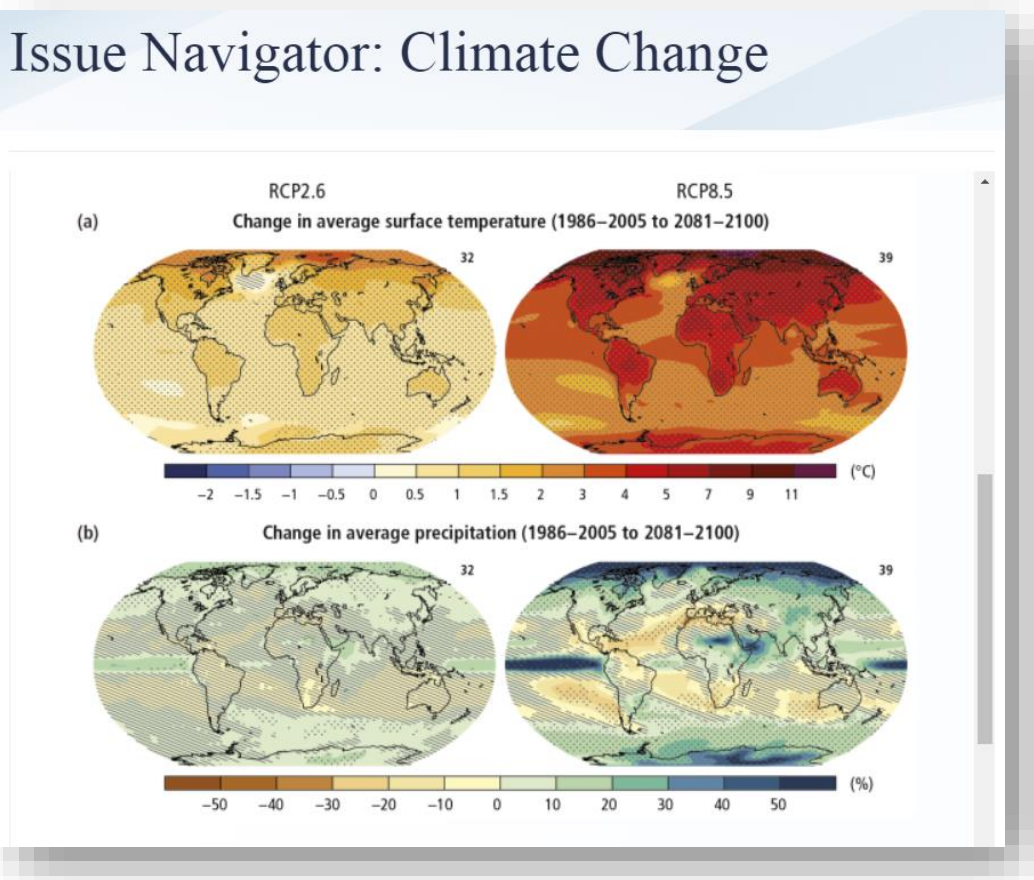 Issue Navigator: Climate Change
RCP2.6 RCP8.5
(a) Change in average surface temperature (1986–2005 to 2081–2100)
32 39
(°C)
−2 −1.5 −1 −0.5 0 0.5 1 1.5 2 3 4 5 7 9 11
(b) Change in average precipitation (1986–2005 to 2081–2100)
32 39
(%)
−50 −40 −30 −20 −10 0 10 20 30 40 50